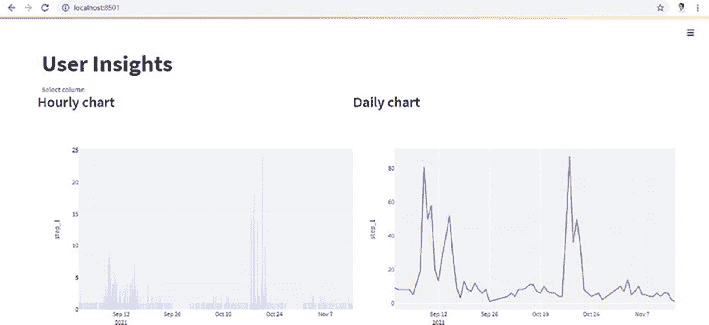 localhost:8501
User Insights
Select column
Hourly chart
Daily chart
25
20
15
10
5
0
step_1
Sep 12
2021
Sep 26
Oct 10
Oct 24
Nov 7
80
60
40
20
0
step_1
Sep 12
2021
Sep 26
Oct 10
Oct 24
Nov 7